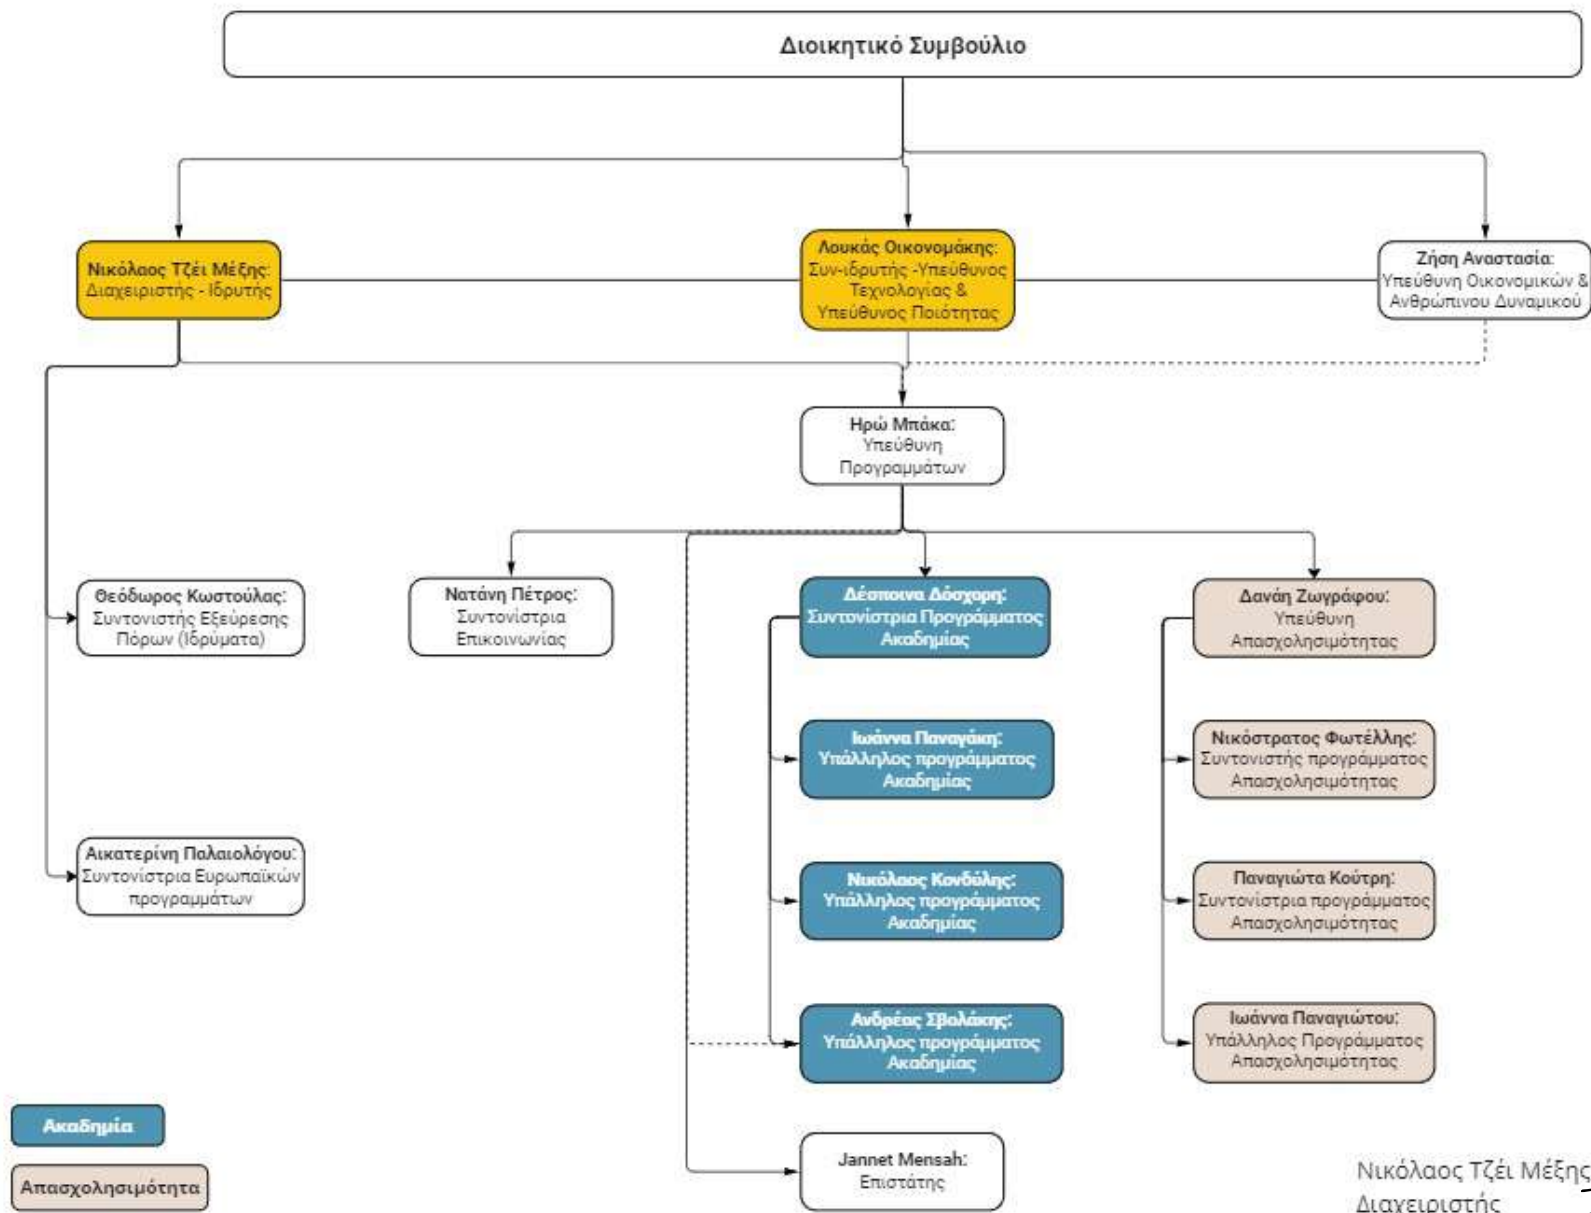 Διοικητικό Συμβούλιο
Νικόλαος Τζέι Μέξης:
Διαχειριστής - Ιδρυτής
Λουκάς Οικονομάκης:
Συν-ιδρυτής -Υπεύθυνος
Τεχνολογίας &
Υπεύθυνος Ποιότητας
Ζήση Αναστασία:
Υπεύθυνη Οικονομικών &
Ανθρώπινου Δυναμικού
Ηρώ Μπάκα:
Υπεύθυνη
Προγραμμάτων
Θεόδωρος Κωστούλας:
Συντονιστής Εξεύρεσης
Πόρων (Ιδρύματα)
Νατάνη Πέτρος:
Συντονίστρια
Επικοινωνίας
Δέσποινα Δόσχορη:
Συντονίστρια Προγράμματος
Ακαδημίας
Δανάη Ζωγράφου:
Υπεύθυνη
Απασχολησιμότητας
Ιωάννα Παναγάκη:
Υπάλληλος προγράμματος
Ακαδημίας
Νικόστρατος Φωτέλλης:
Συντονιστής προγράμματος
Απασχολησιμότητας
Αικατερίνη Παλαιολόγου:
Συντονίστρια Ευρωπαϊκών
προγραμμάτων
Νικόλαος Κονδύλης:
Υπάλληλος προγράμματος
Ακαδημίας
Παναγιώτα Κούτρη:
Συντονίστρια προγράμματος
Απασχολησιμότητας
Ανδρέας Σβολάκης:
Υπάλληλος προγράμματος
Ακαδημίας
Ιωάννα Παναγιώτου:
Υπάλληλος Προγράμματος
Απασχολησιμότητας
Ακαδημία
Απασχολησιμότητα
Jannet Mensah:
Επιστάτης
Νικόλαος Τζέι Μέξης
Διαχειριστής